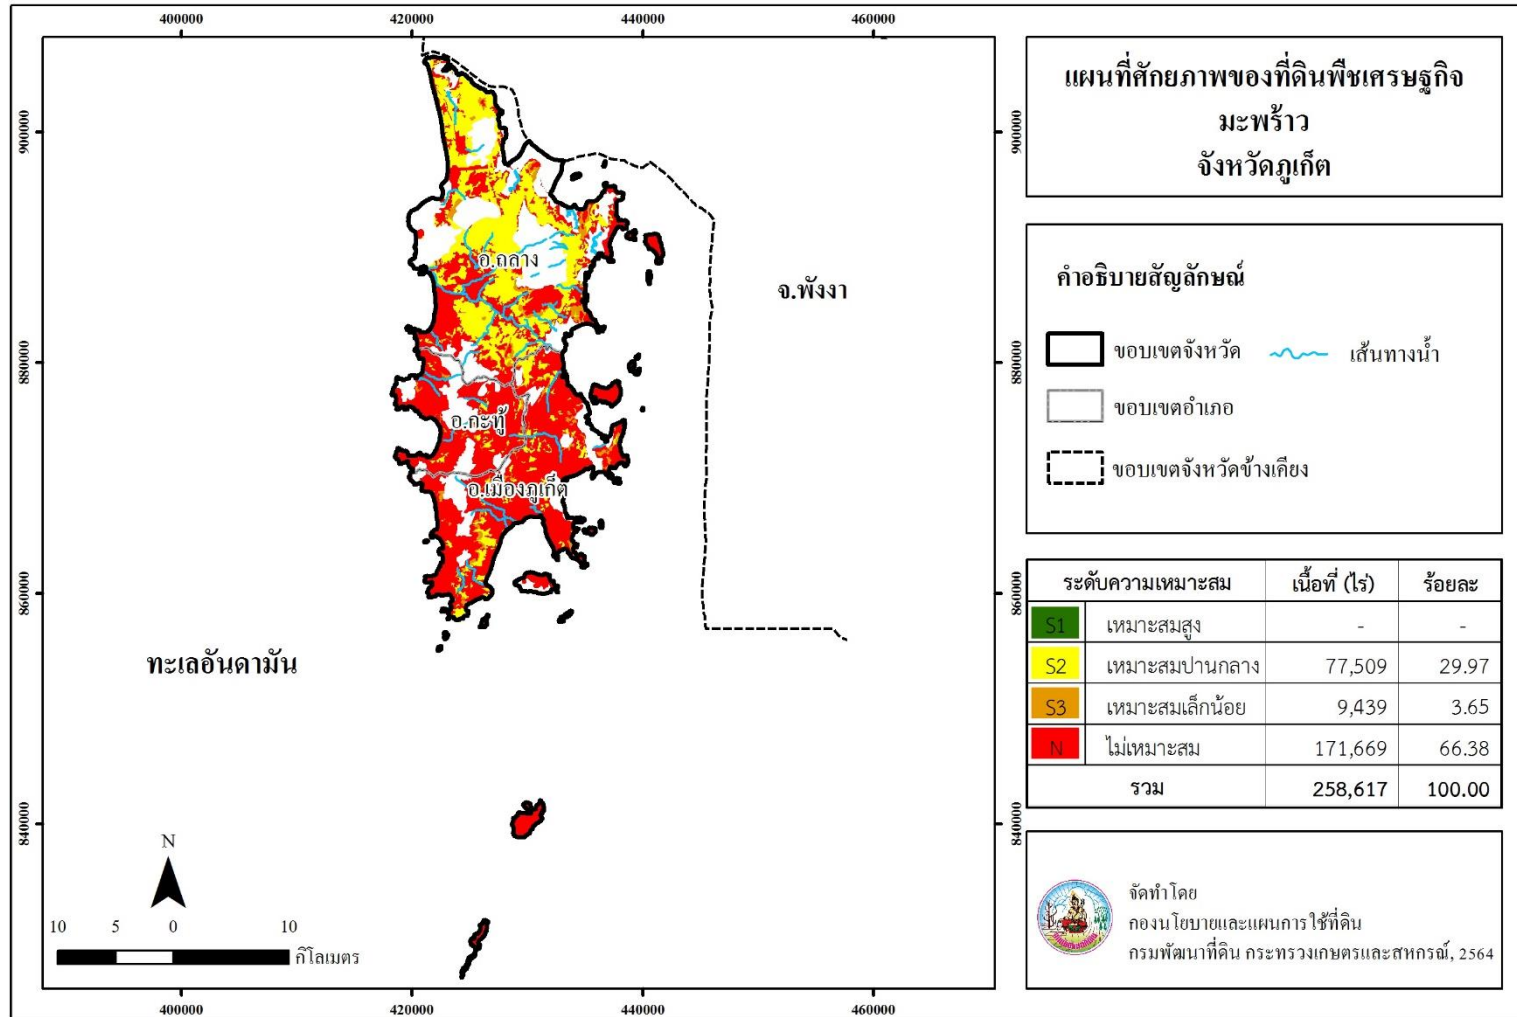 400000 420000 440000 460000
แผนที่ศักยภาพของที่ดินพืชเศรษฐกิจ
มะพร้าว
จังหวัดภูเก็ต
900000 900000
880000 880000
860000 860000
840000 840000
อ.ถลาง
อ.กะทู้
อ.เมืองภูเก็ต
จ.พังงา
ทะเลอันดามัน
N
10 5 0 10
กิโลเมตร
400000 420000 440000 460000
คำอธิบายสัญลักษณ์
ขอบเขตจังหวัด เส้นทางน้ำ
ขอบเขตอำเภอ
ขอบเขตจังหวัดข้างเคียง
ระดับความเหมาะสม เนื้อที่ (ไร่) ร้อยละ
S1 เหมาะสมสูง - -
S2 เหมาะสมปานกลาง 77,509 29.97
S3 เหมาะสมเล็กน้อย 9,439 3.65
N ไม่เหมาะสม 171,669 66.38
รวม 258,617 100.00
จัดทำโดย
กองนโยบายและแผนการใช้ที่ดิน
กรมพัฒนาที่ดิน กระทรวงเกษตรและสหกรณ์, 2564